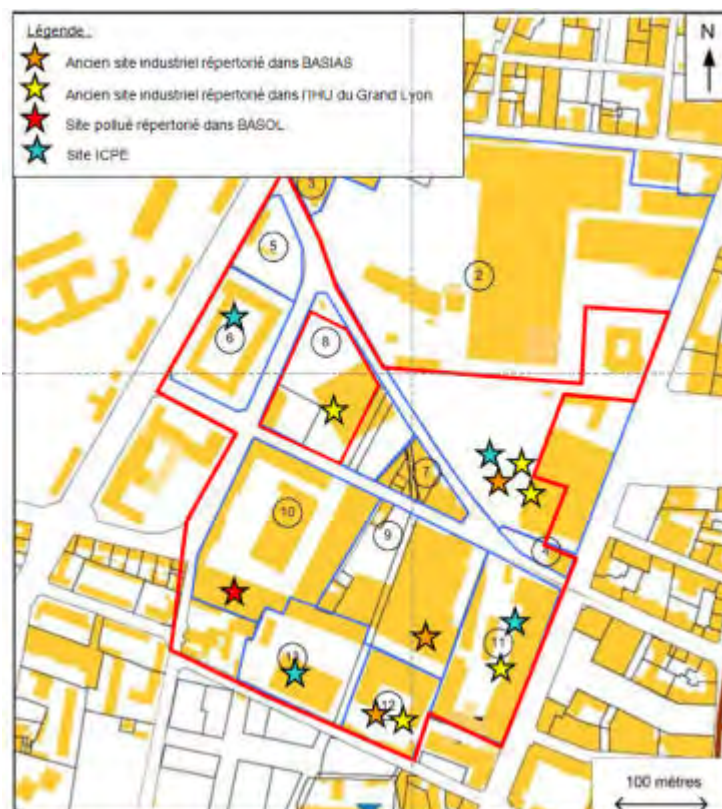 Légende :
Ancien site industriel répertorié dans BASIAS
Ancien site industriel répertorié dans l'IHU du Grand Lyon
Site pollué répertorié dans BASOL
Site ICPE
N
3
5
2
6
8
7
10
9
4
11
12
100 mètres